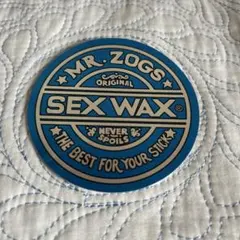 MR. ZOGS
ORIGINAL
SEX WAX®
NEVER
SPOILS
THE BEST FOR YOUR STICK